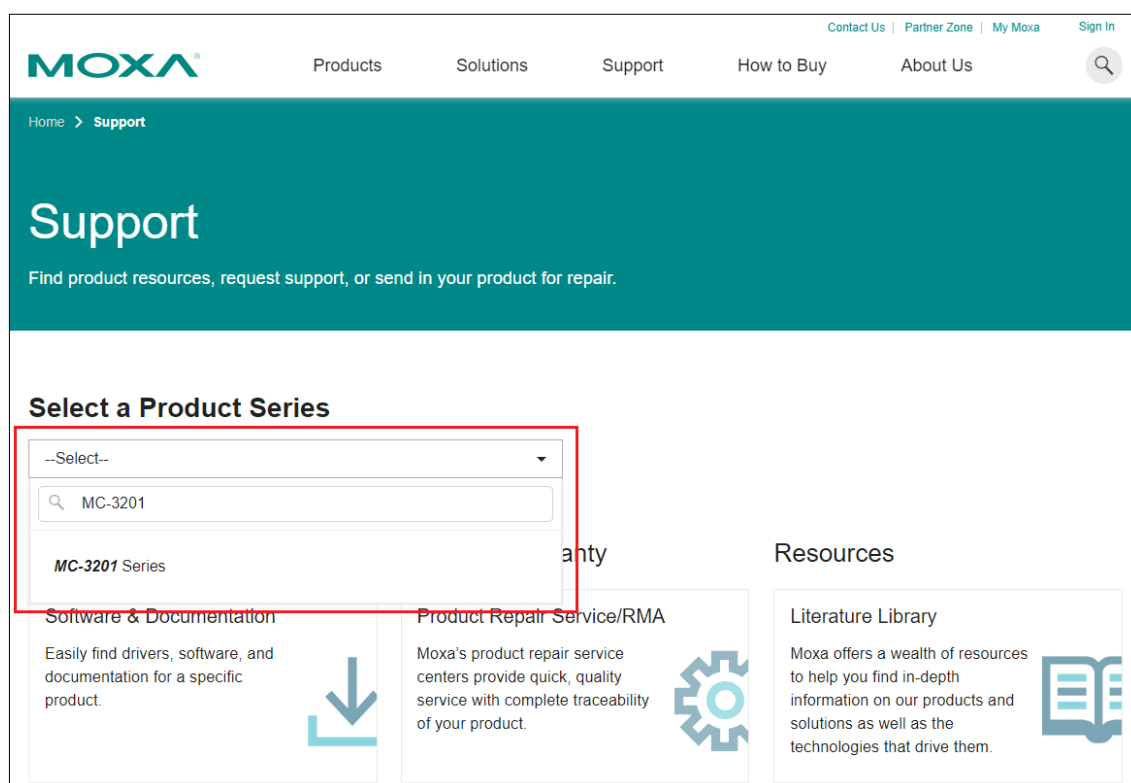 Contact Us | Partner Zone | My Moxa Sign In
MOXA®
Products Solutions Support How to Buy About Us
Home > Support
Support
Find product resources, request support, or send in your product for repair.
Select a Product Series
--Select--
MC-3201
MC-3201 Series
anty
Resources
Software & Documentation
Easily find drivers, software, and
documentation for a specific
product.
Product Repair Service/RMA
Moxa's product repair service
centers provide quick, quality
service with complete traceability
of your product.
Literature Library
Moxa offers a wealth of resources
to help you find in-depth
information on our products and
solutions as well as the
technologies that drive them.